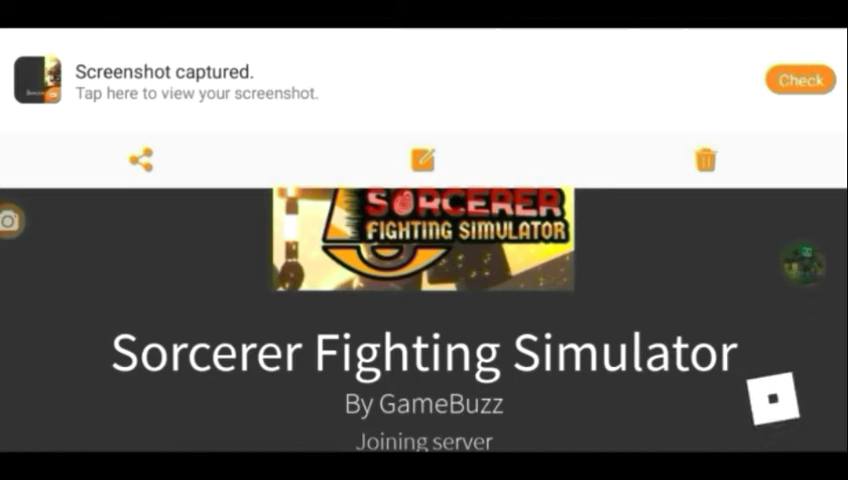 Screenshot captured.
Tap here to view your screenshot.
Check
SORCERER
FIGHTING SIMULATOR
Sorcerer Fighting Simulator
By GameBuzz
Joining server